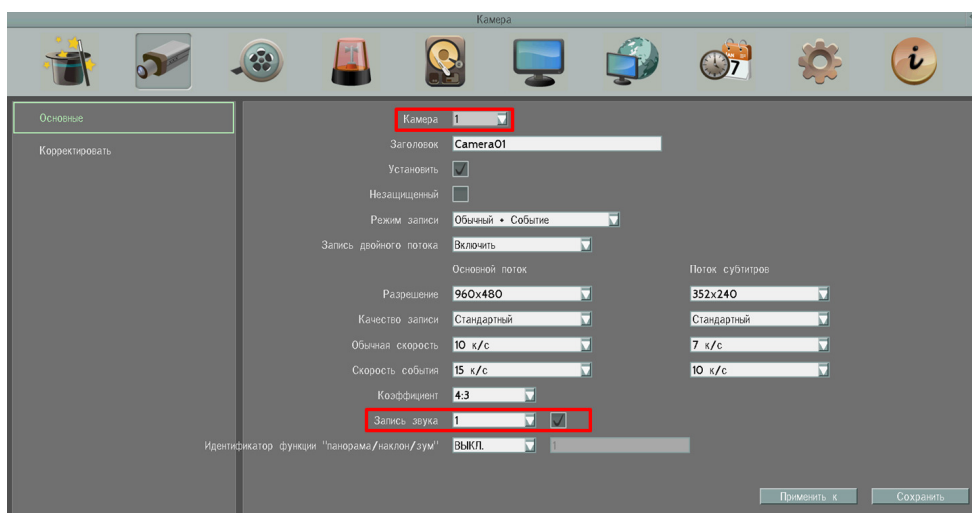 Камера
7
i
Основные
Корректировать
Камера 1
Заголовок Camera01
Установить
Незащищенный
Режим записи Обычный + Событие
Запись двойного потока Включить
Основной поток Поток субтитров
Разрешение 960x480 352x240
Качество записи Стандартный Стандартный
Обычная скорость 10 к/с 7 к/с
Скорость события 15 к/с 10 к/с
Коэффициент 4:3
Запись звука 1
Идентификатор функции "панорама/наклон/зум" ВЫКЛ. 1
Применить к Сохранить